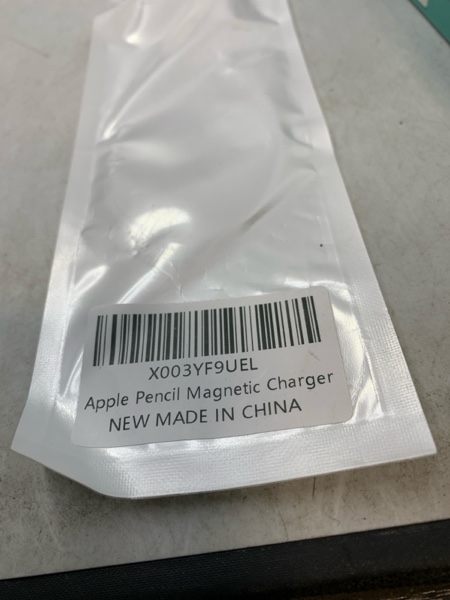 X003YF9UEL
Apple Pencil Magnetic Charger
NEW MADE IN CHINA